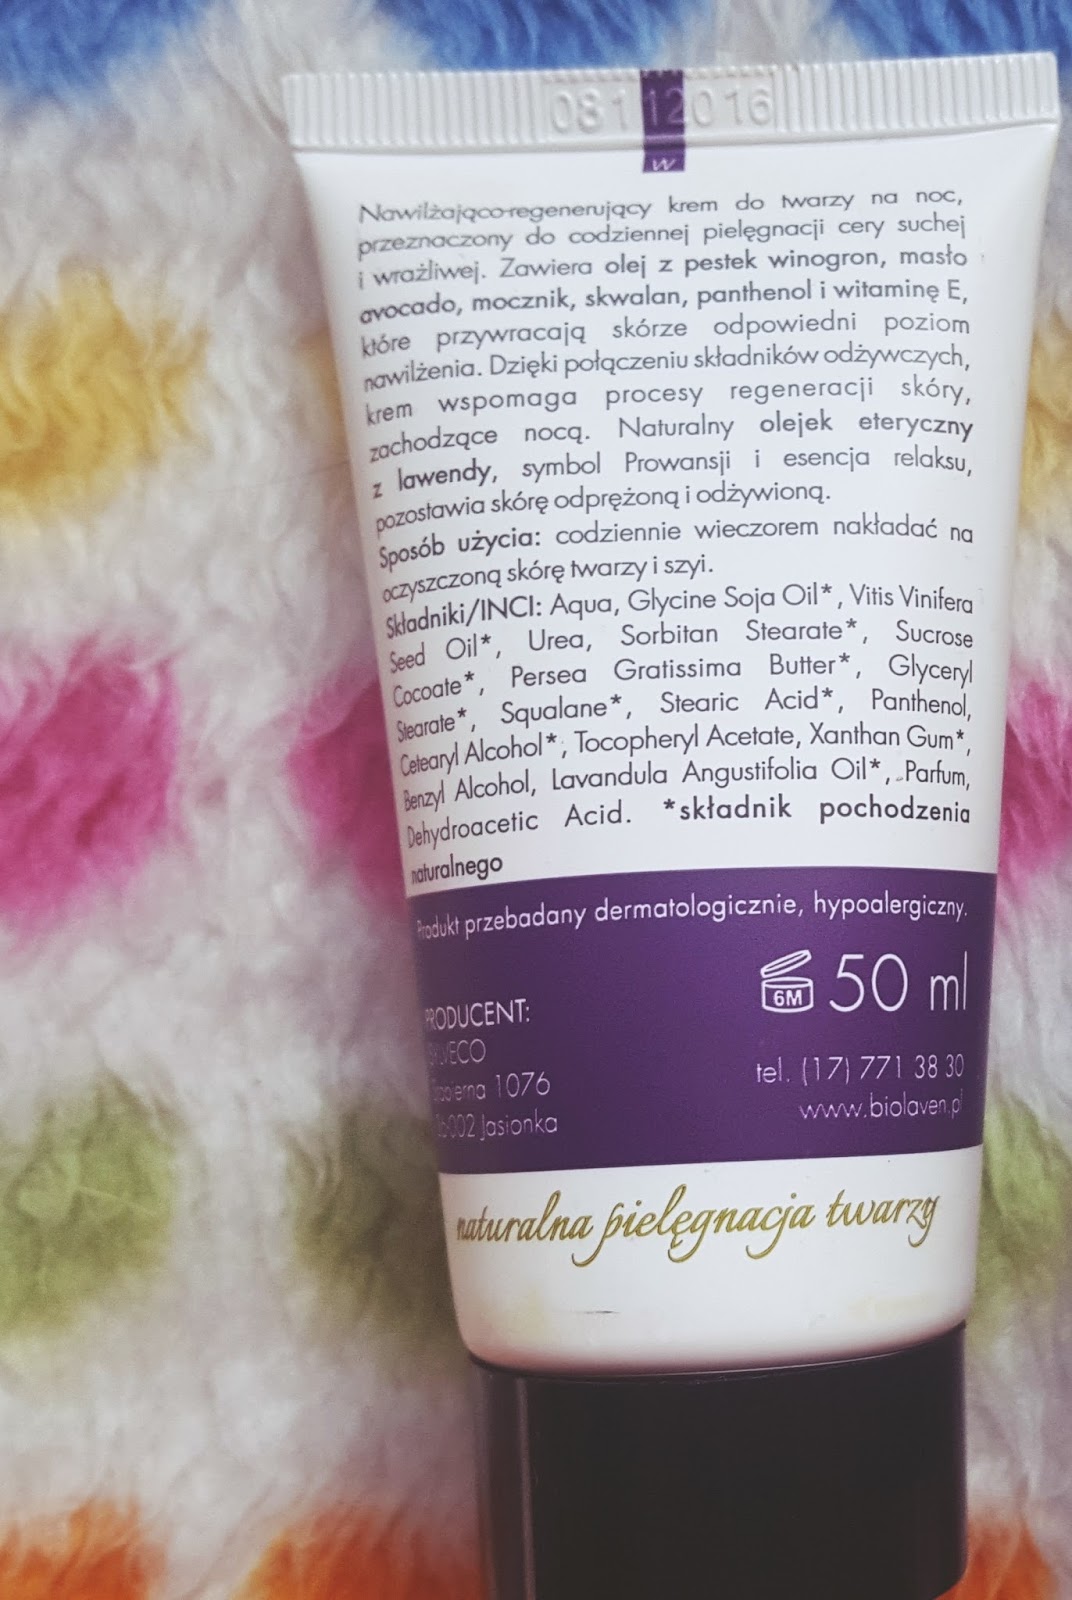 081 12016
w
Nawilżająco-regenerujący krem do twarzy na noc,
przeznaczony do codziennej pielęgnacji cery suchej
i wrażliwej. Zawiera olej z pestek winogron, masło
avocado, mocznik, skwalan, panthenol i witaminę E,
które przywracają skórze odpowiedni poziom
nawilżenia. Dzięki połączeniu składników odżywczych,
krem wspomaga procesy regeneracji skóry,
zachodzące nocą. Naturalny olejek eteryczny
z lawendy, symbol Prowansji i esencja relaksu,
pozostawia skórę odprężoną i odżywioną.
Sposób użycia: codziennie wieczorem nakładać na
oczyszczoną skórę twarzy i szyi.
Składniki/INCI: Aqua, Glycine Soja Oil*, Vitis Vinifera
Seed Oil*, Urea, Sorbitan Stearate*, Sucrose
Cocoate*, Persea Gratissima Butter*, Glyceryl
Stearate*, Squalane*, Stearic Acid*, Panthenol,
Cetearyl Alcohol*, Tocopheryl Acetate, Xanthan Gum*,
Benzyl Alcohol, Lavandula Angustifolia Oil*, Parfum,
Dehydroacetic Acid. *składnik pochodzenia
naturalnego
Produkt przebadany dermatologicznie, hypoalergiczny.
6M 50 ml
PRODUCENT:
1076
Jasionka
tel. (17) 771 38 30
www.biolaven.pl
naturalna pielęgnacja twarzy